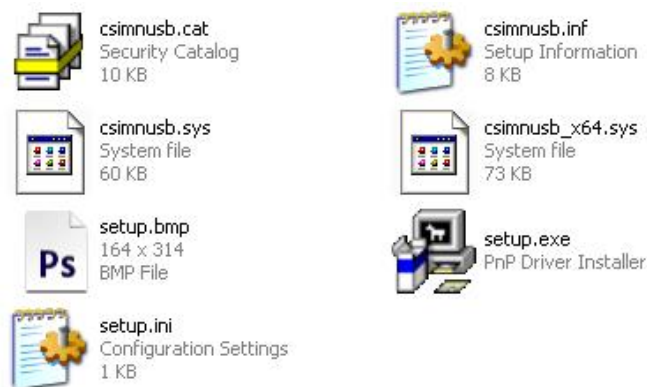 csimnusb.cat
Security Catalog
10 KB
csimnusb.inf
Setup Information
8 KB
csimnusb.sys
System file
60 KB
csimnusb_x64.sys
System file
73 KB
Ps
setup.bmp
164 x 314
BMP File
setup.exe
PnP Driver Installer
setup.ini
Configuration Settings
1 KB